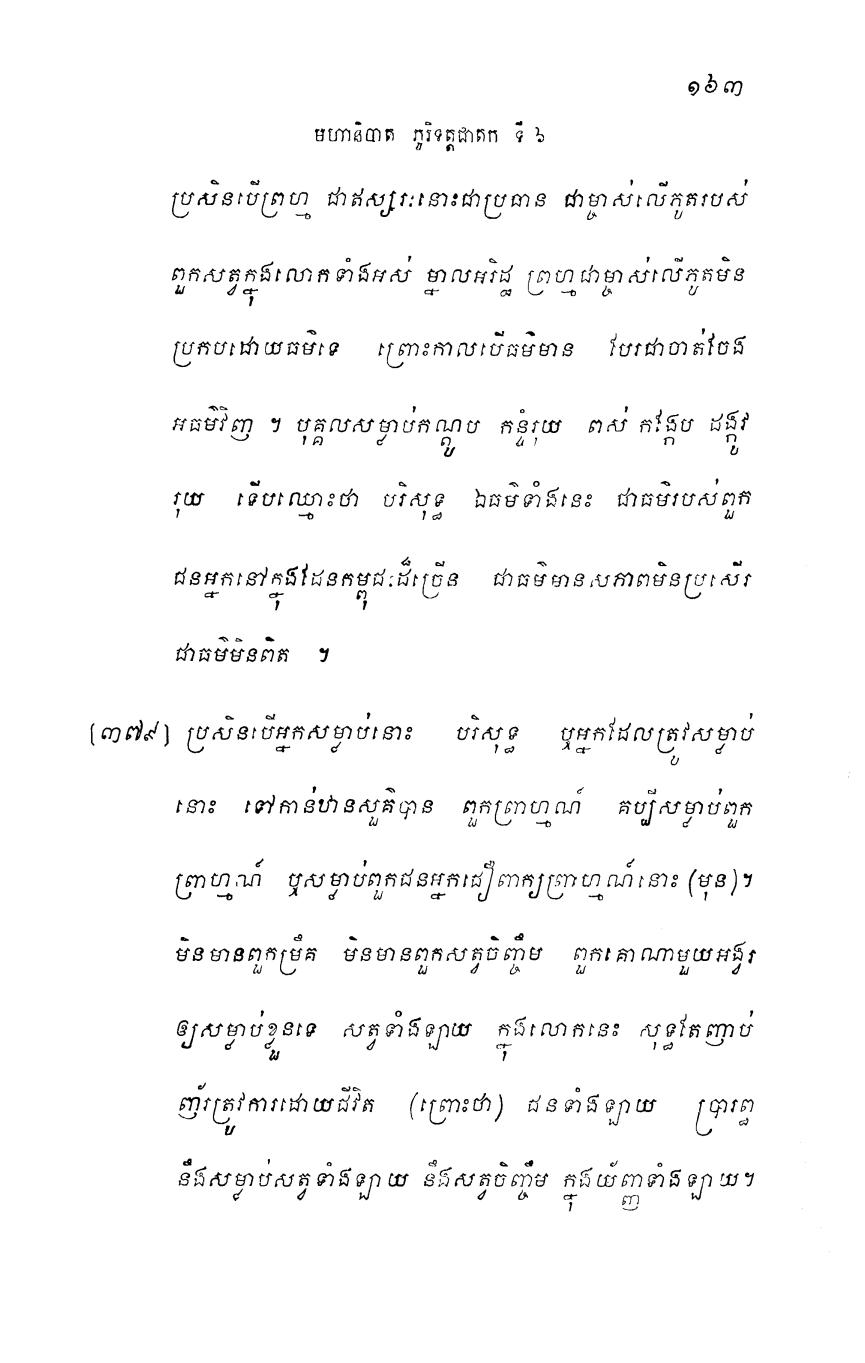 ១៦៣
មហានិបាត ភូរិទត្តជាតក ទី ៦
ប្រសិនបើព្រហ្ម ជាឥស្សរៈនោះជាប្រធាន ជាម្ចាស់លើភូតរបស់
ពួកសត្វក្នុងលោកទាំងអស់ ម្នាលអរិដ្ឋ ព្រហ្មជាម្ចាស់លើភូតមិន
ប្រកបដោយធម៌ទេ ព្រោះកាលបើធម៌មាន បែរជាចាត់ចែង
អធម៌វិញ ។ បុគ្គលសម្លាប់កណ្តូប កន្ទំរុយ ពស់ កង្កែប ដង្កូវ
រុយ ទើបឈ្មោះថា បរិសុទ្ធ ឯធម៌ទាំងនេះ ជាធម៌របស់ពួក
ជនអ្នកនៅក្នុងដែនកម្ពុជៈដ៏ច្រើន ជាធម៌មានសភាពមិនប្រសើរ
ជាធម៌មិនពិត ។
[៣៧៩] ប្រសិនបើអ្នកសម្លាប់នោះ បរិសុទ្ធ ឬអ្នកដែលត្រូវសម្លាប់
នោះ ទៅកាន់ឋានសួគ៌បាន ពួកព្រាហ្មណ៍ គប្បីសម្លាប់ពួក
ព្រាហ្មណ៍ ឬសម្លាប់ពួកជនអ្នកជឿពាក្យព្រាហ្មណ៍នោះ (មុន)។
មិនមានពួកម្រឹគ មិនមានពួកសត្វចិញ្ចឹម ពួកគោណាមួយអង្វរ
ឲ្យសម្លាប់ខ្លួនទេ សត្វទាំងឡាយ ក្នុងលោកនេះ សុទ្ធតែញាប់
ញ័រត្រូវការដោយជីវិត (ព្រោះថា) ជនទាំងឡាយ ប្រារព្ធ
នឹងសម្លាប់សត្វទាំងឡាយ នឹងសត្វចិញ្ចឹម ក្នុងយ័ញ្ញទាំងឡាយ។